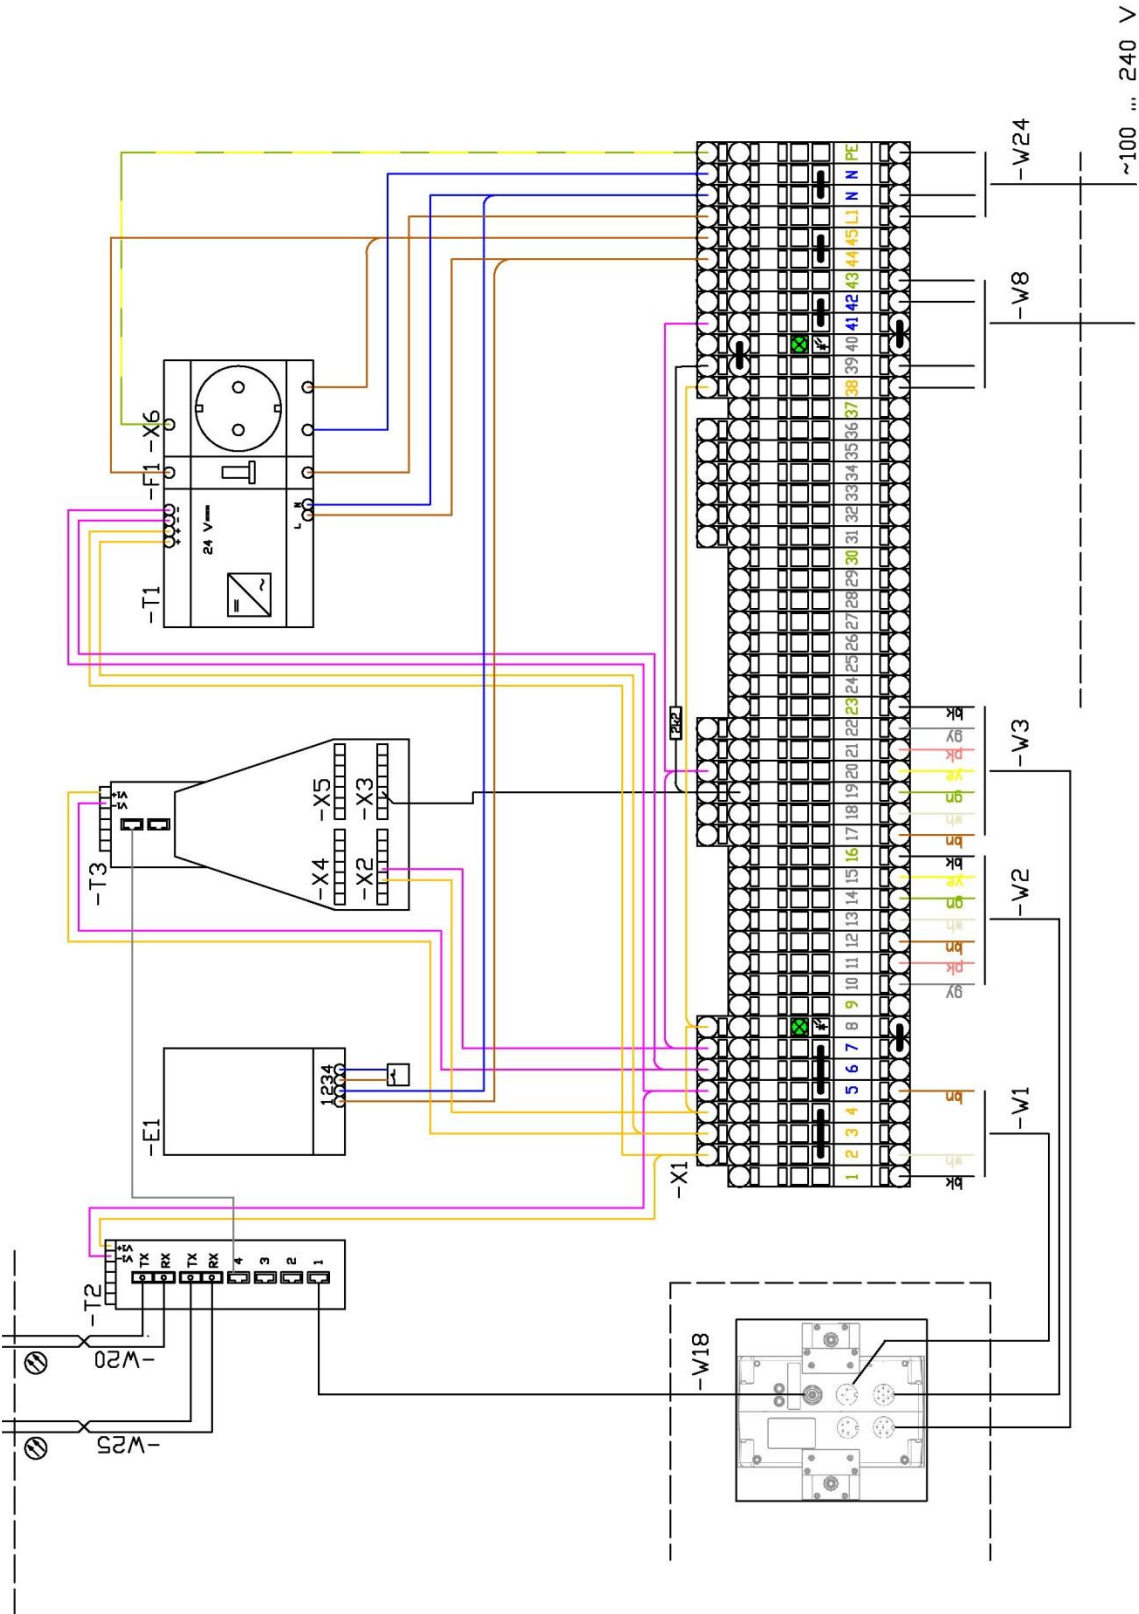 ~100 ... 240 V
-W24
-W8
-W3
-W2
-W1
-X6
-F1
-T1
24 V
- - + +
N
L
=
~
-X5
-X3
-X4
-X2
-T3
V1+
V1-
2k2
-E1
1234
-X1
PE
N
N
L1
45
44
43
42
41
40
39
38
37
36
35
34
33
32
31
30
29
28
27
26
25
24
23
22
21
20
19
18
17
16
15
14
13
12
11
10
9
8
7
6
5
4
3
2
1
bk
gy
pk
ye
gn
wh
bn
bk
ye
gn
wh
bn
pk
gy
bn
wh
bk
-T2
V1+
V1-
TX
RX
TX
RX
4
3
2
1
-W20
-W25
-W18